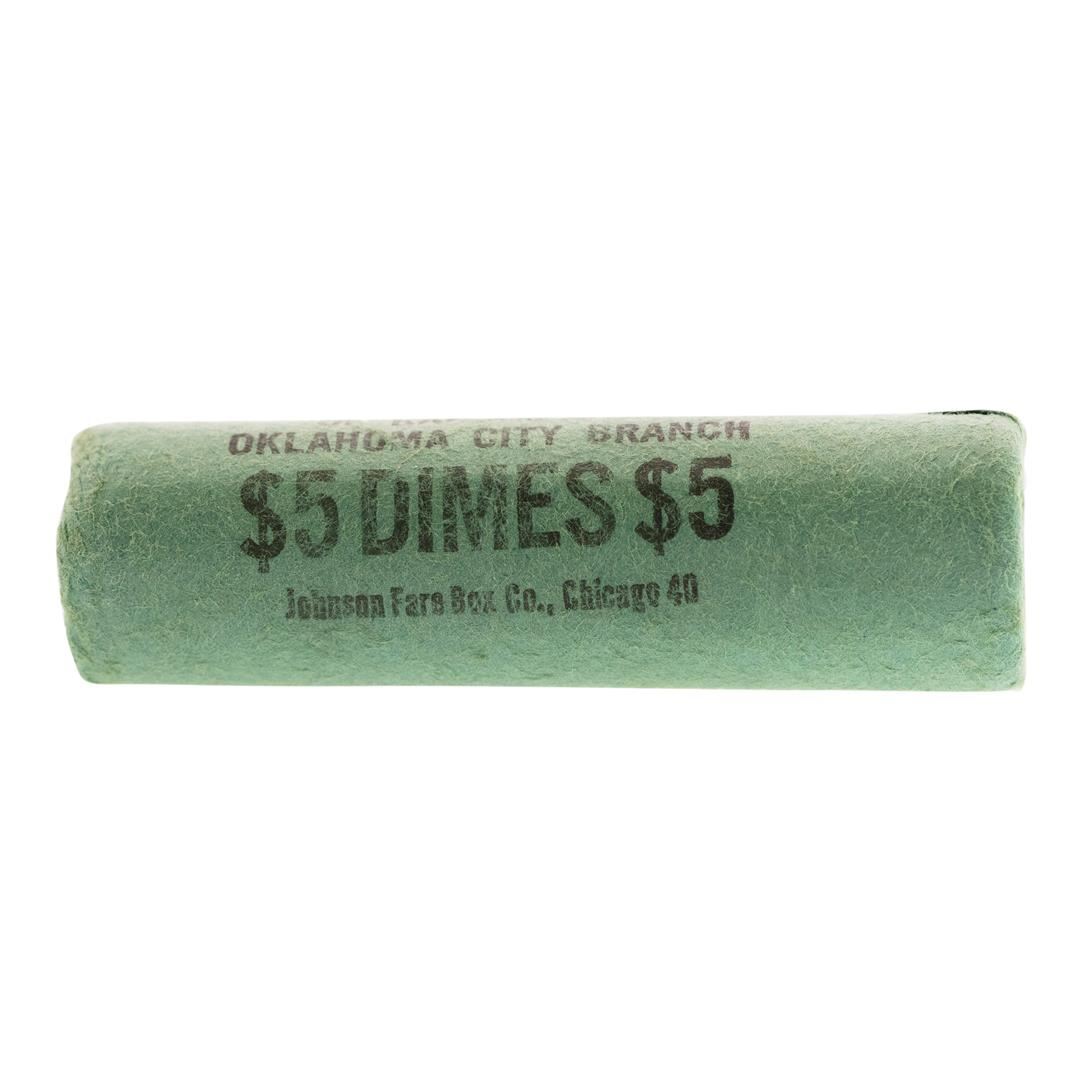 OKLAHOMA CITY BRANCH
$5 DIMES $5
Johnson Fare Box Co., Chicago 40